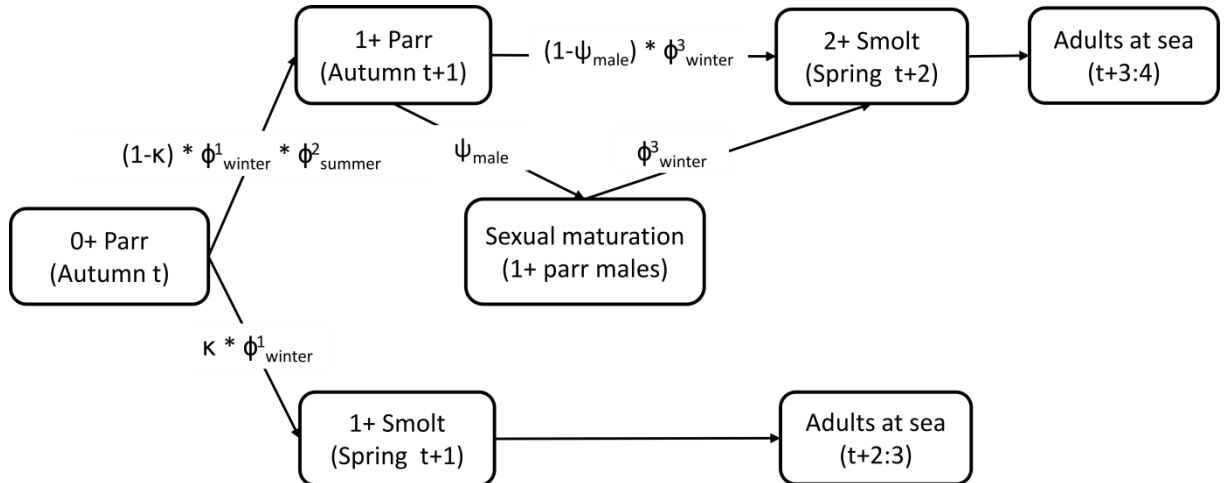 1+ Parr
(Autumn t+1)
(1-ψmale) * ϕ³winter
2+ Smolt
(Spring t+2)
Adults at sea
(t+3:4)
(1-κ) * ϕ¹winter * ϕ²summer
ψmale
ϕ³winter
0+ Parr
(Autumn t)
Sexual maturation
(1+ parr males)
κ * ϕ¹winter
1+ Smolt
(Spring t+1)
Adults at sea
(t+2:3)